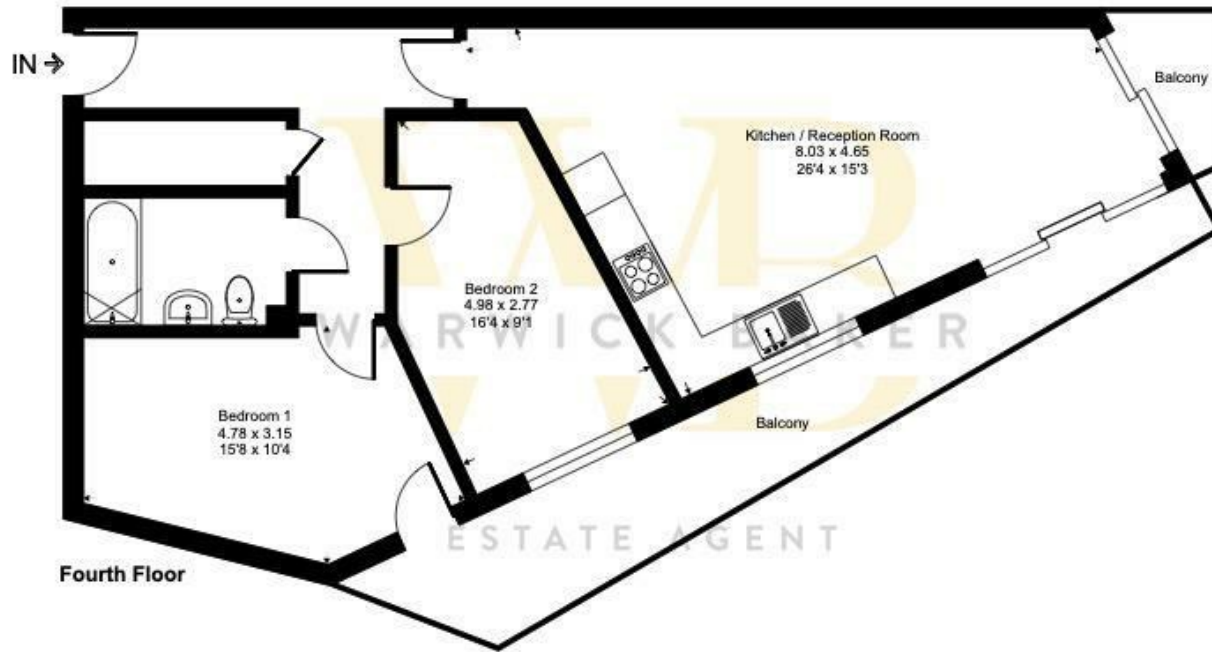 IN →
Balcony
Kitchen / Reception Room
8.03 x 4.65
26'4 x 15'3
Bedroom 2
4.98 x 2.77
16'4 x 9'1
WB
WARWICK BAKER
Bedroom 1
4.78 x 3.15
15'8 x 10'4
Balcony
ESTATE AGENT
Fourth Floor